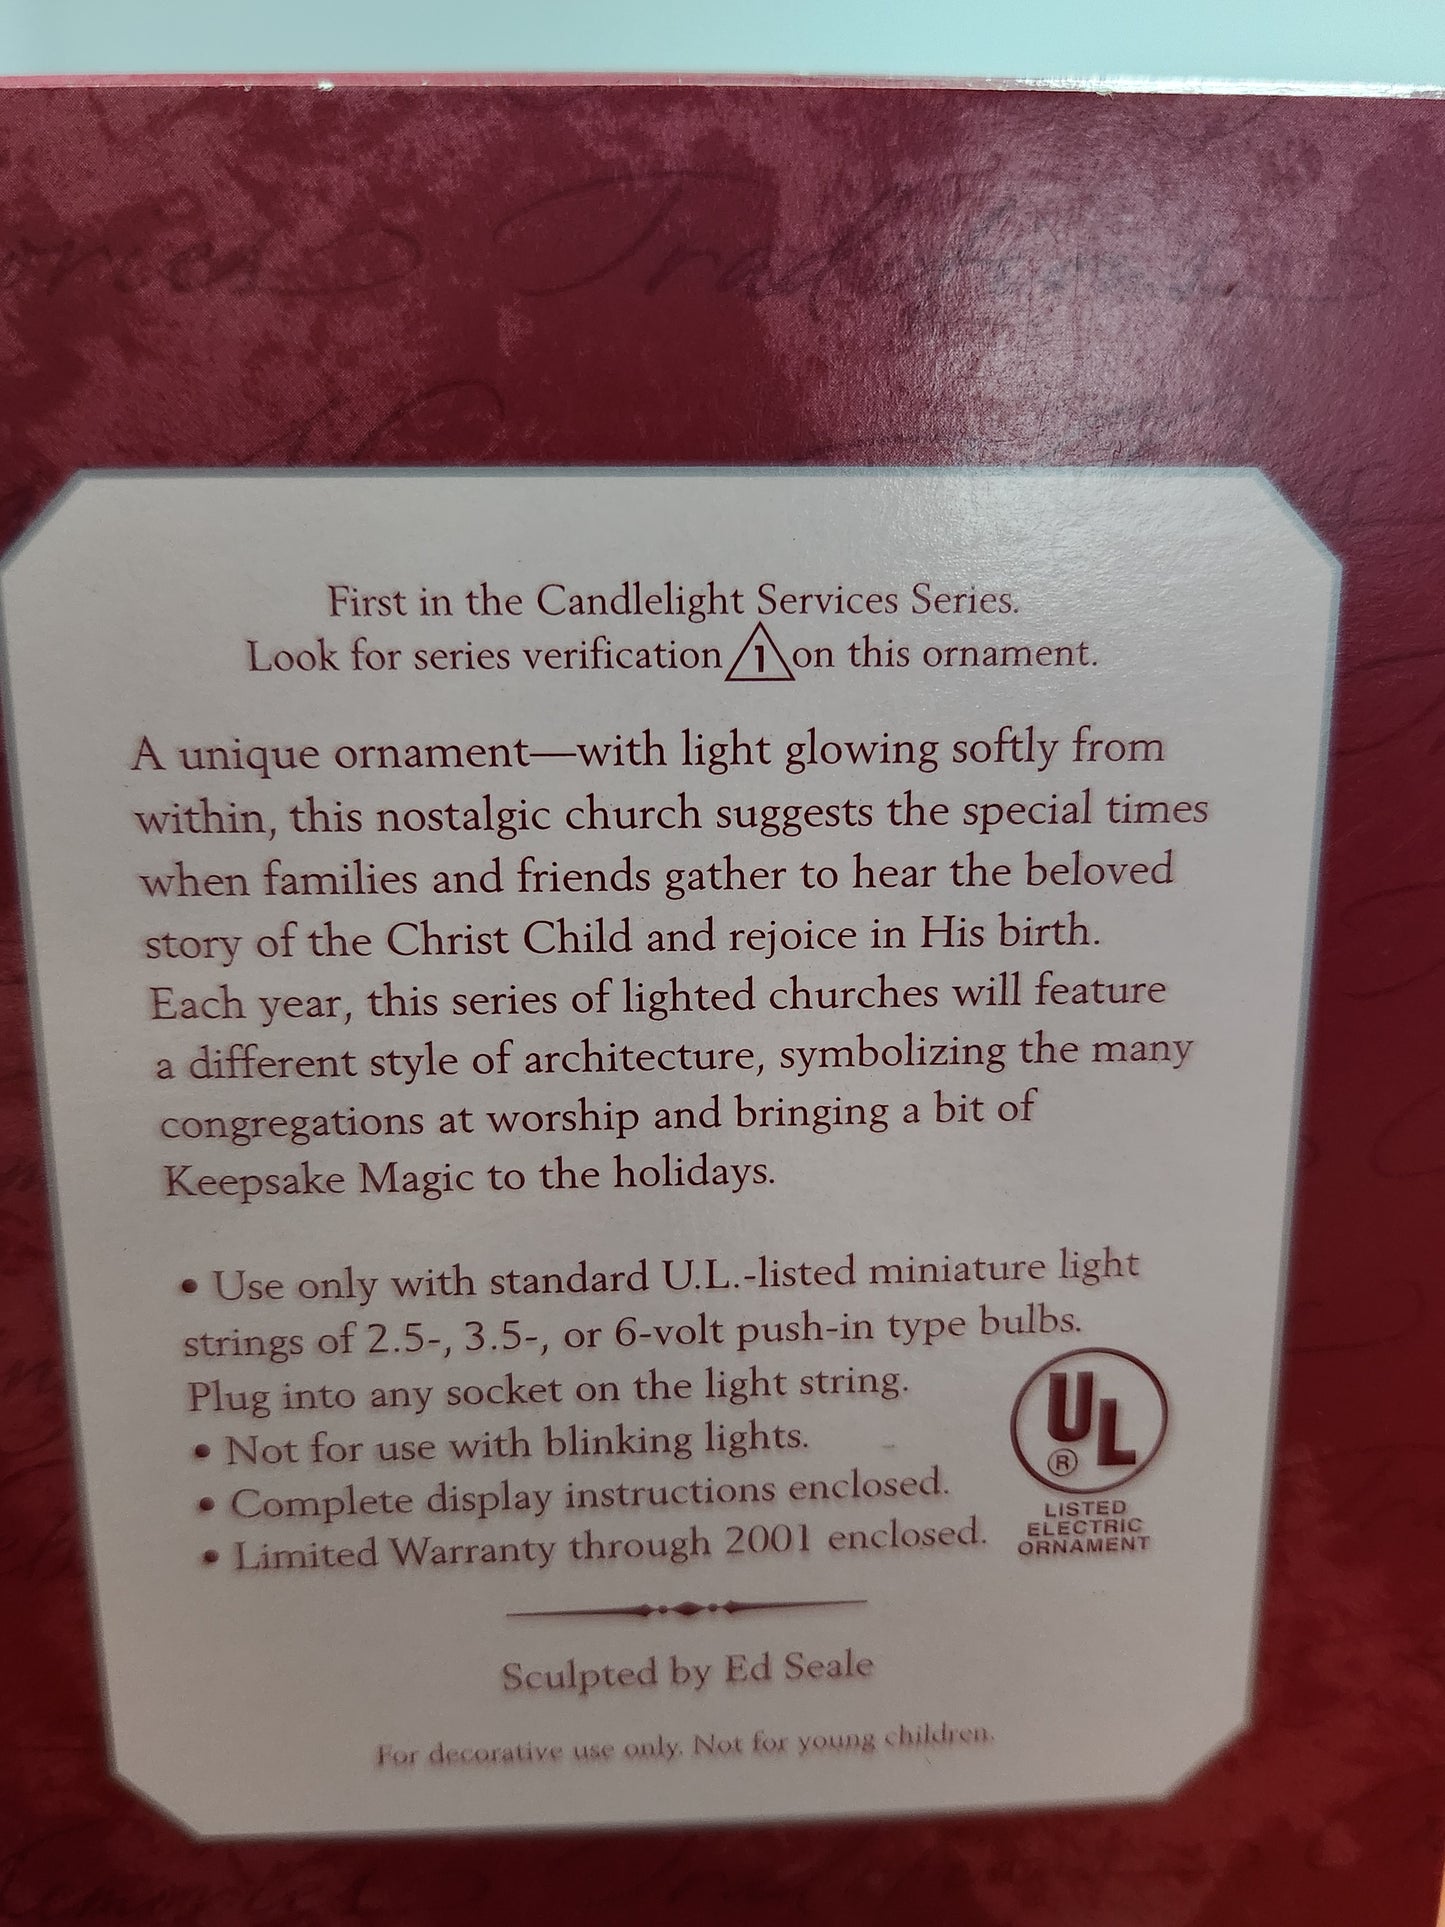 Traditions
First in the Candlelight Services Series.
Look for series verification 1 on this ornament.
A unique ornament—with light glowing softly from
within, this nostalgic church suggests the special times
when families and friends gather to hear the beloved
story of the Christ Child and rejoice in His birth.
Each year, this series of lighted churches will feature
a different style of architecture, symbolizing the many
congregations at worship and bringing a bit of
Keepsake Magic to the holidays.
• Use only with standard U.L.-listed miniature light
strings of 2.5-, 3.5-, or 6-volt push-in type bulbs.
Plug into any socket on the light string.
• Not for use with blinking lights.
• Complete display instructions enclosed.
• Limited Warranty through 2001 enclosed.
UL
®
LISTED
ELECTRIC
ORNAMENT
Sculpted by Ed Seale
For decorative use only. Not for young children.